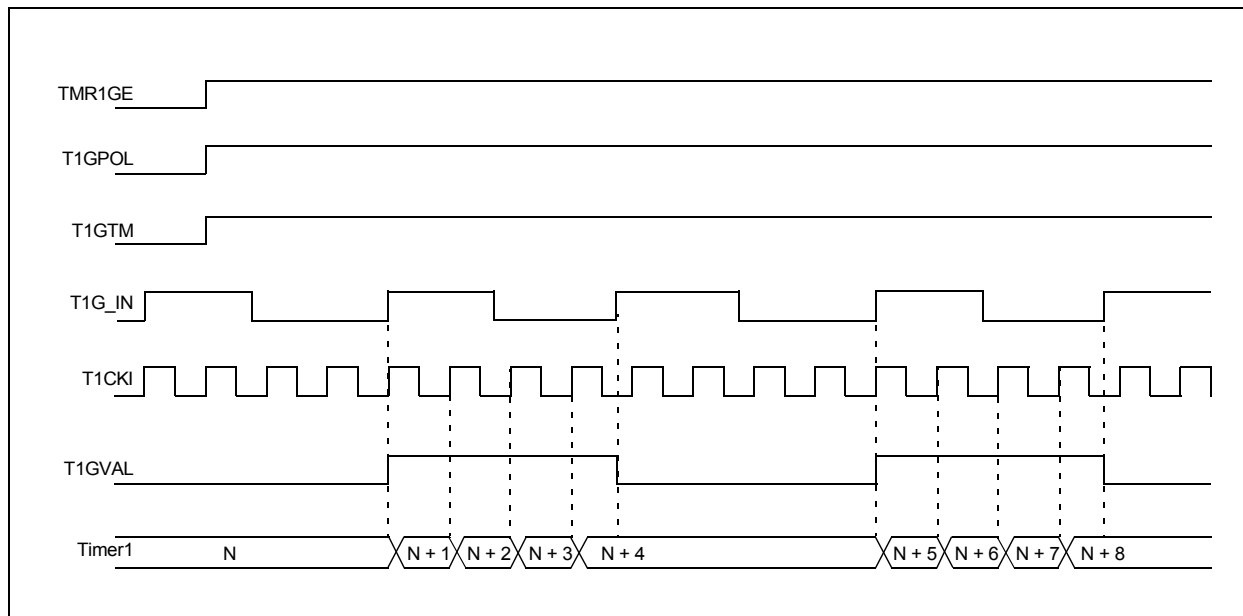 TMR1GE
T1GPOL
T1GTM
T1G_IN
T1CKI
T1GVAL
Timer1 N N + 1 N + 2 N + 3 N + 4 N + 5 N + 6 N + 7 N + 8